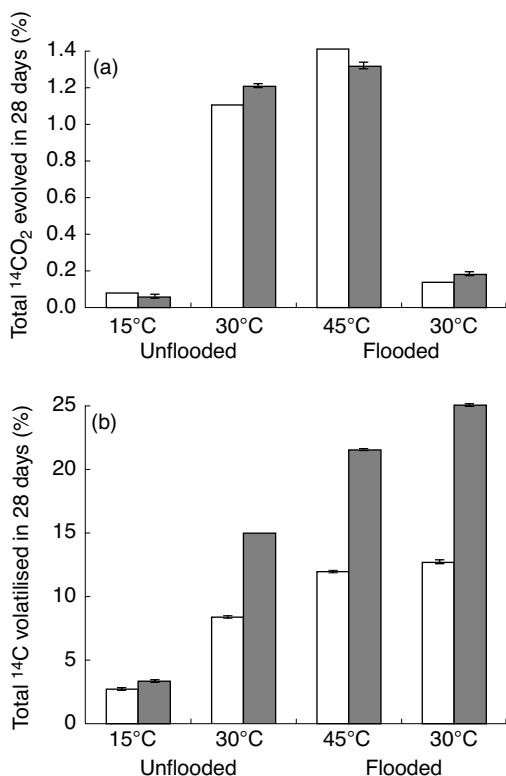 Total ¹⁴CO₂ evolved in 28 days (%)
(a)
1.4
1.2
1.0
0.8
0.6
0.4
0.2
0.0
15°C 30°C 45°C 30°C
Unflooded Flooded
Total ¹⁴C volatilised in 28 days (%)
(b)
25
20
15
10
5
0
15°C 30°C 45°C 30°C
Unflooded Flooded